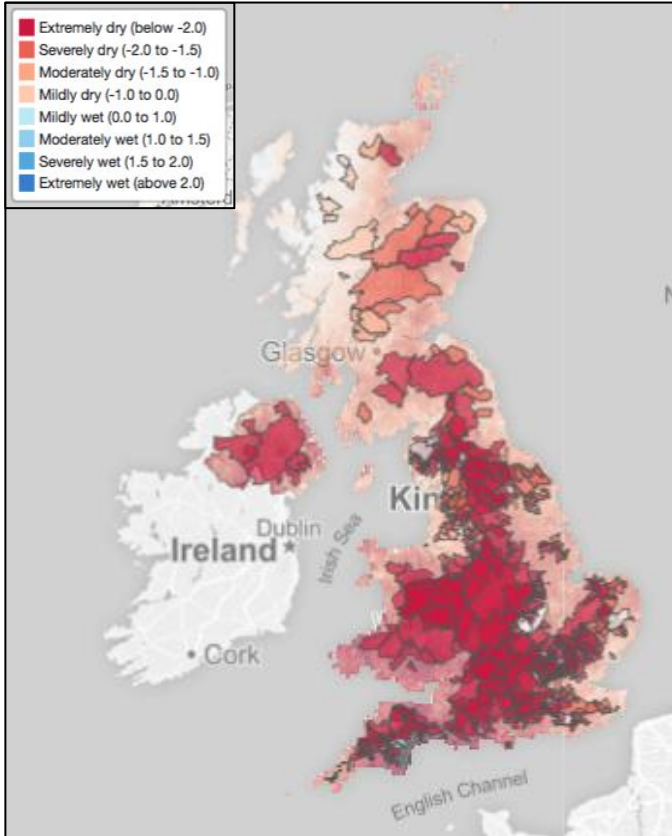 Extremely dry (below -2.0)
Severely dry (-2.0 to -1.5)
Moderately dry (-1.5 to -1.0)
Mildly dry (-1.0 to 0.0)
Mildly wet (0.0 to 1.0)
Moderately wet (1.0 to 1.5)
Severely wet (1.5 to 2.0)
Extremely wet (above 2.0)
Glasgow
Kin
Dublin
Ireland
Irish Sea
Cork
English Channel
N